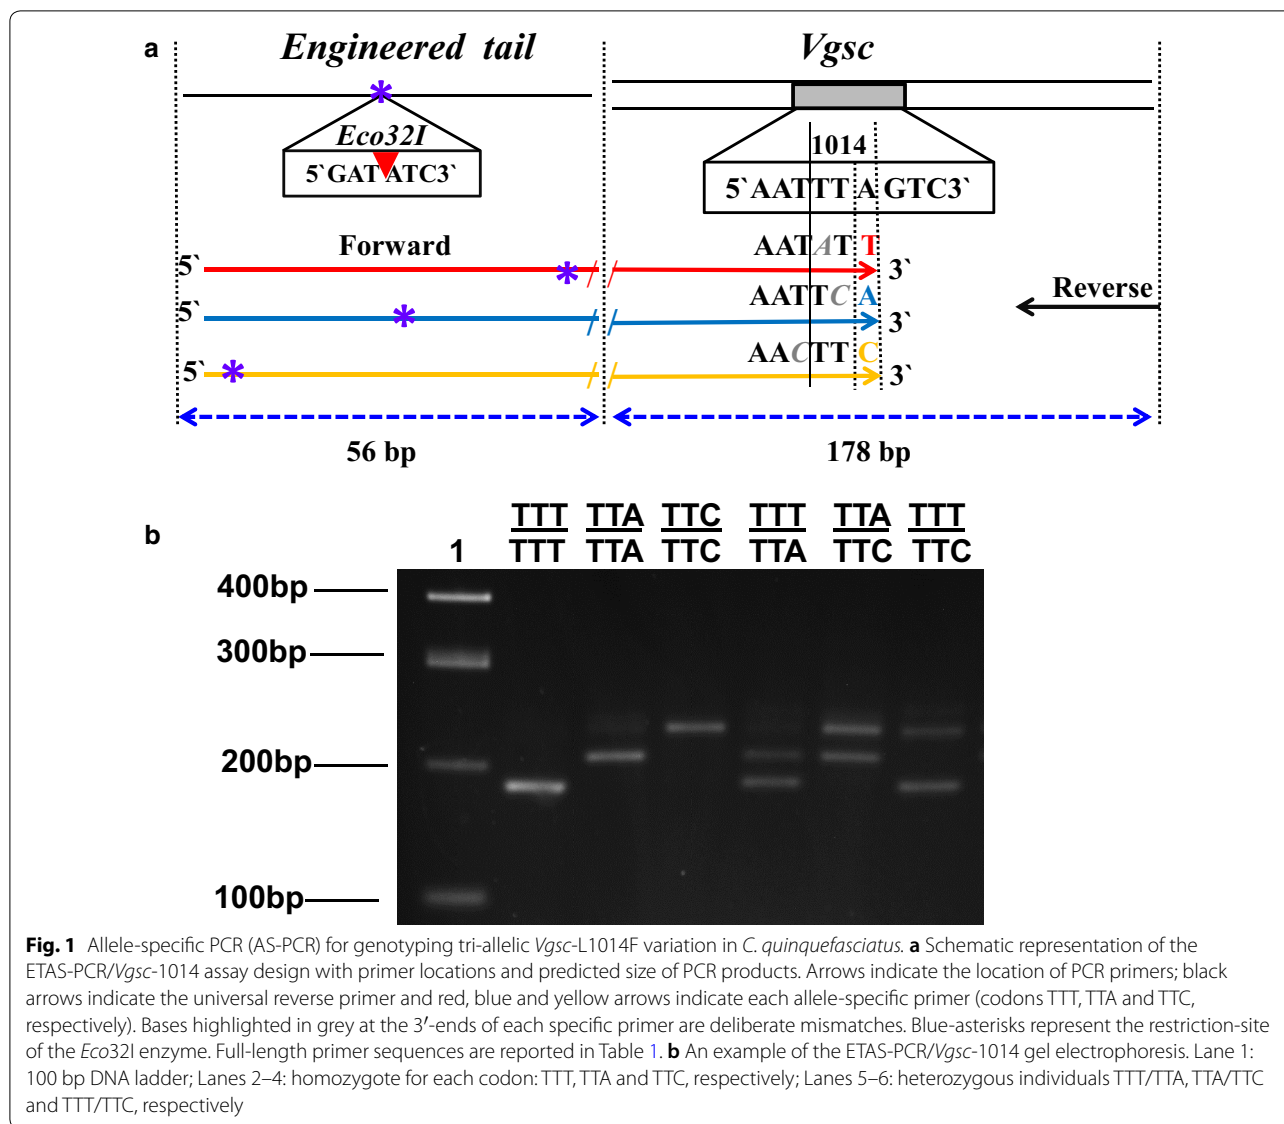 a
Engineered tail
Vgsc
Eco32I
5`GAT ATC3`
1014
5`AATTT A GTC3`
Forward
AATAT T
5`
3`
AATTC A
5`
3`
Reverse
AACTT C
5`
3`
56 bp
178 bp
b
1
TTT
TTT
TTA
TTA
TTC
TTC
TTT
TTA
TTA
TTC
TTT
TTC
400bp
300bp
200bp
100bp
Fig. 1 Allele-specific PCR (AS-PCR) for genotyping tri-allelic Vgsc-L1014F variation in C. quinquefasciatus. a Schematic representation of the
ETAS-PCR/Vgsc-1014 assay design with primer locations and predicted size of PCR products. Arrows indicate the location of PCR primers; black
arrows indicate the universal reverse primer and red, blue and yellow arrows indicate each allele-specific primer (codons TTT, TTA and TTC,
respectively). Bases highlighted in grey at the 3′-ends of each specific primer are deliberate mismatches. Blue-asterisks represent the restriction-site
of the Eco32I enzyme. Full-length primer sequences are reported in Table 1. b An example of the ETAS-PCR/Vgsc-1014 gel electrophoresis. Lane 1:
100 bp DNA ladder; Lanes 2–4: homozygote for each codon: TTT, TTA and TTC, respectively; Lanes 5–6: heterozygous individuals TTT/TTA, TTA/TTC
and TTT/TTC, respectively